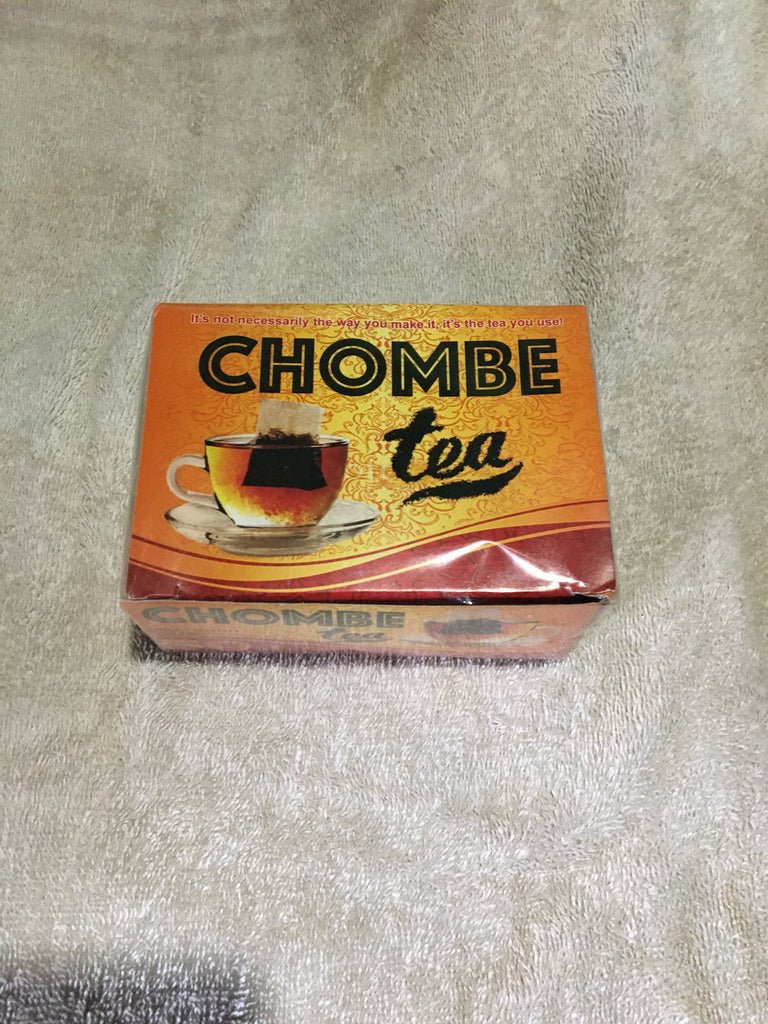 It's not necessarily the way you make it, it's the tea you use!
CHOMBE
tea
CHOMBE
tea